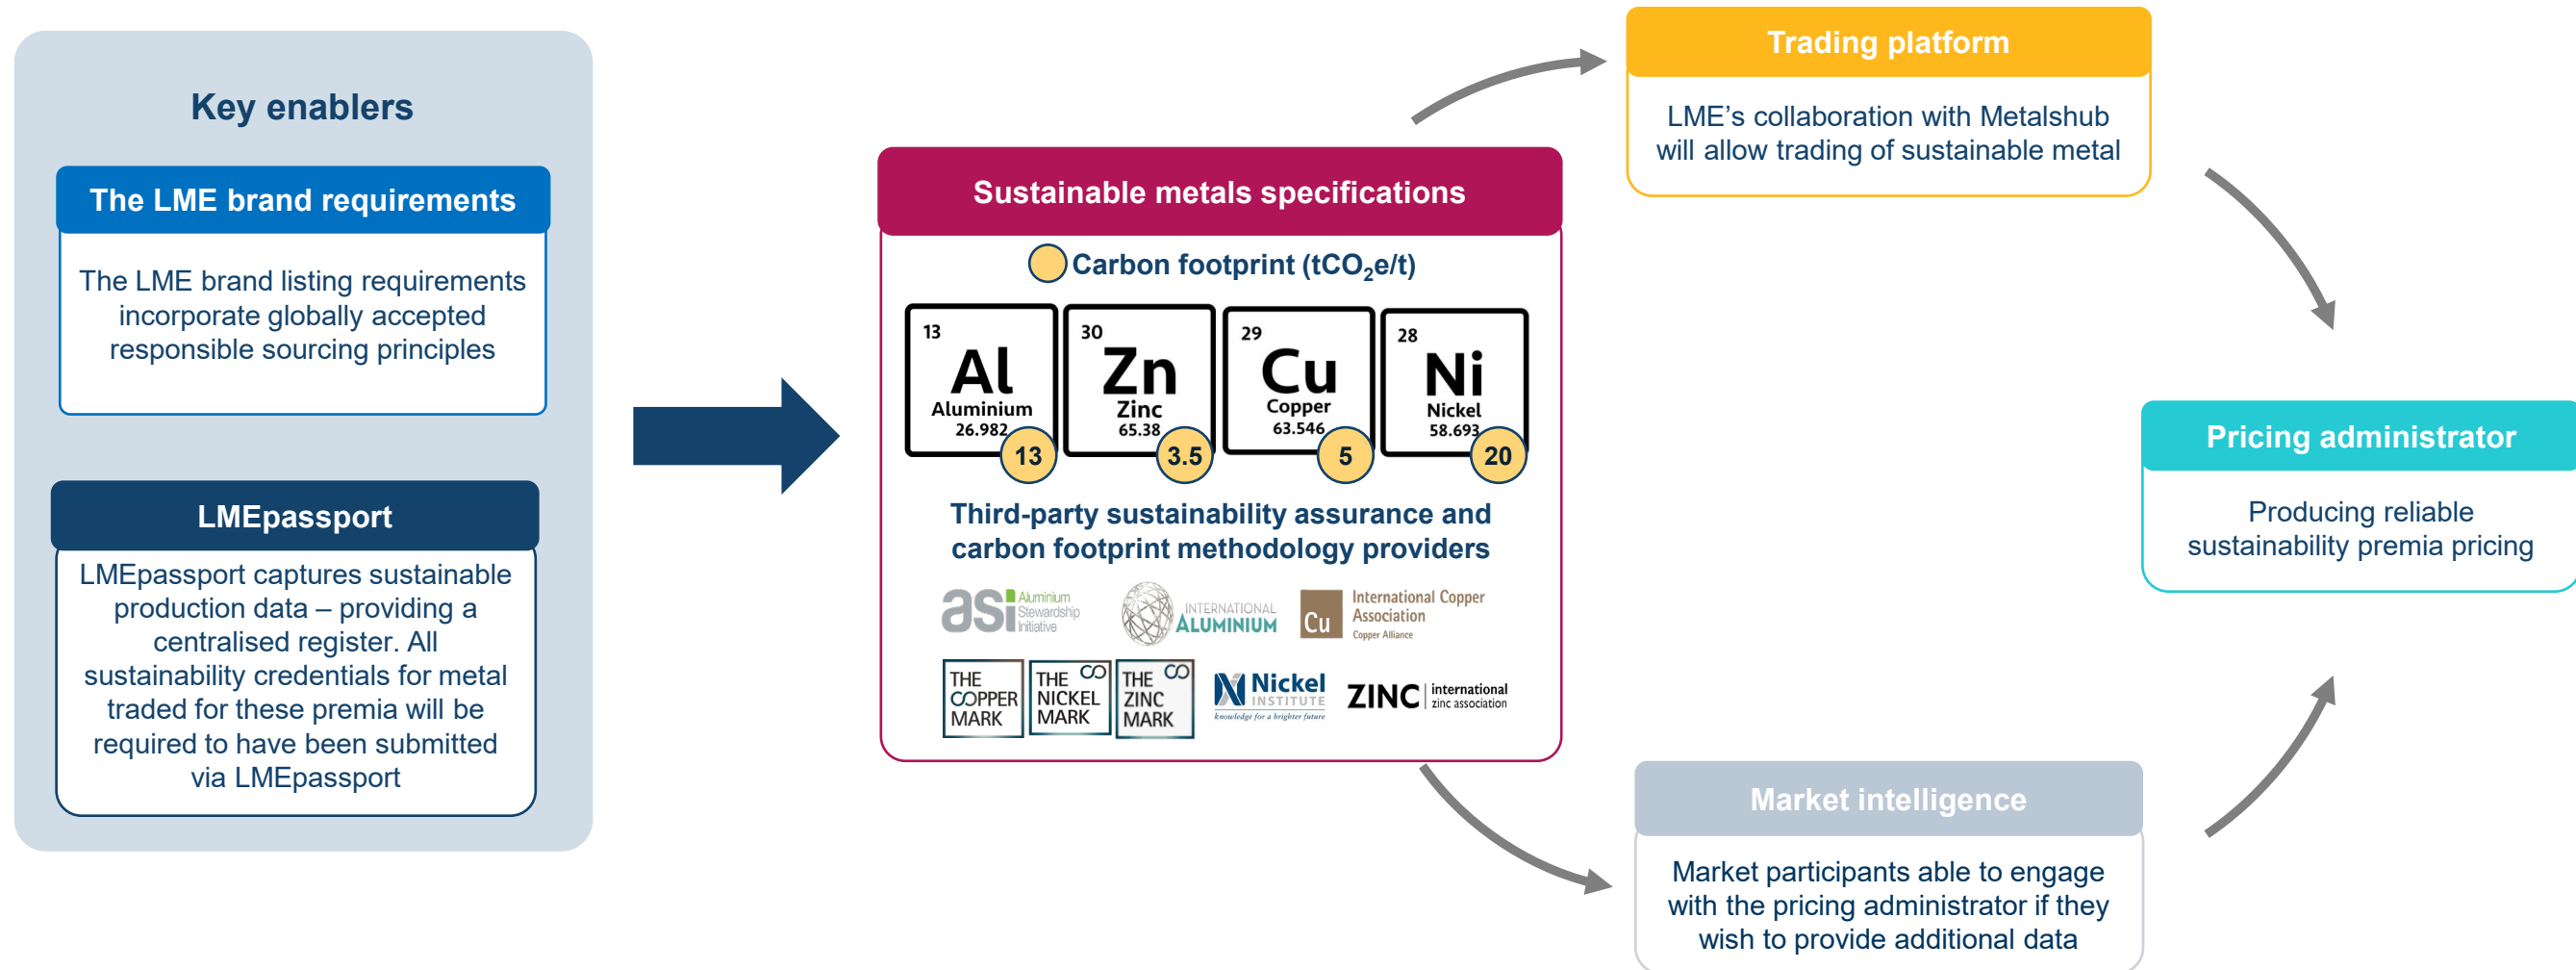 Key enablers
The LME brand requirements
The LME brand listing requirements
incorporate globally accepted
responsible sourcing principles
LMEpassport
LMEpassport captures sustainable
production data – providing a
centralised register. All
sustainability credentials for metal
traded for these premia will be
required to have been submitted
via LMEpassport
Sustainable metals specifications
Carbon footprint (tCO₂e/t)
13
Al
Aluminium
26.982
13
30
Zn
Zinc
65.38
3.5
29
Cu
Copper
63.546
5
28
Ni
Nickel
58.693
20
Third-party sustainability assurance and
carbon footprint methodology providers
asi Aluminium
Stewardship
Initiative
INTERNATIONAL
ALUMINIUM
Cu
International Copper
Association
Copper Alliance
THE
COPPER
MARK
THE
NICKEL
MARK
THE
ZINC
MARK
Nickel
INSTITUTE
knowledge for a brighter future
ZINC international
zinc association
Trading platform
LME’s collaboration with Metalshub
will allow trading of sustainable metal
Pricing administrator
Producing reliable
sustainability premia pricing
Market intelligence
Market participants able to engage
with the pricing administrator if they
wish to provide additional data